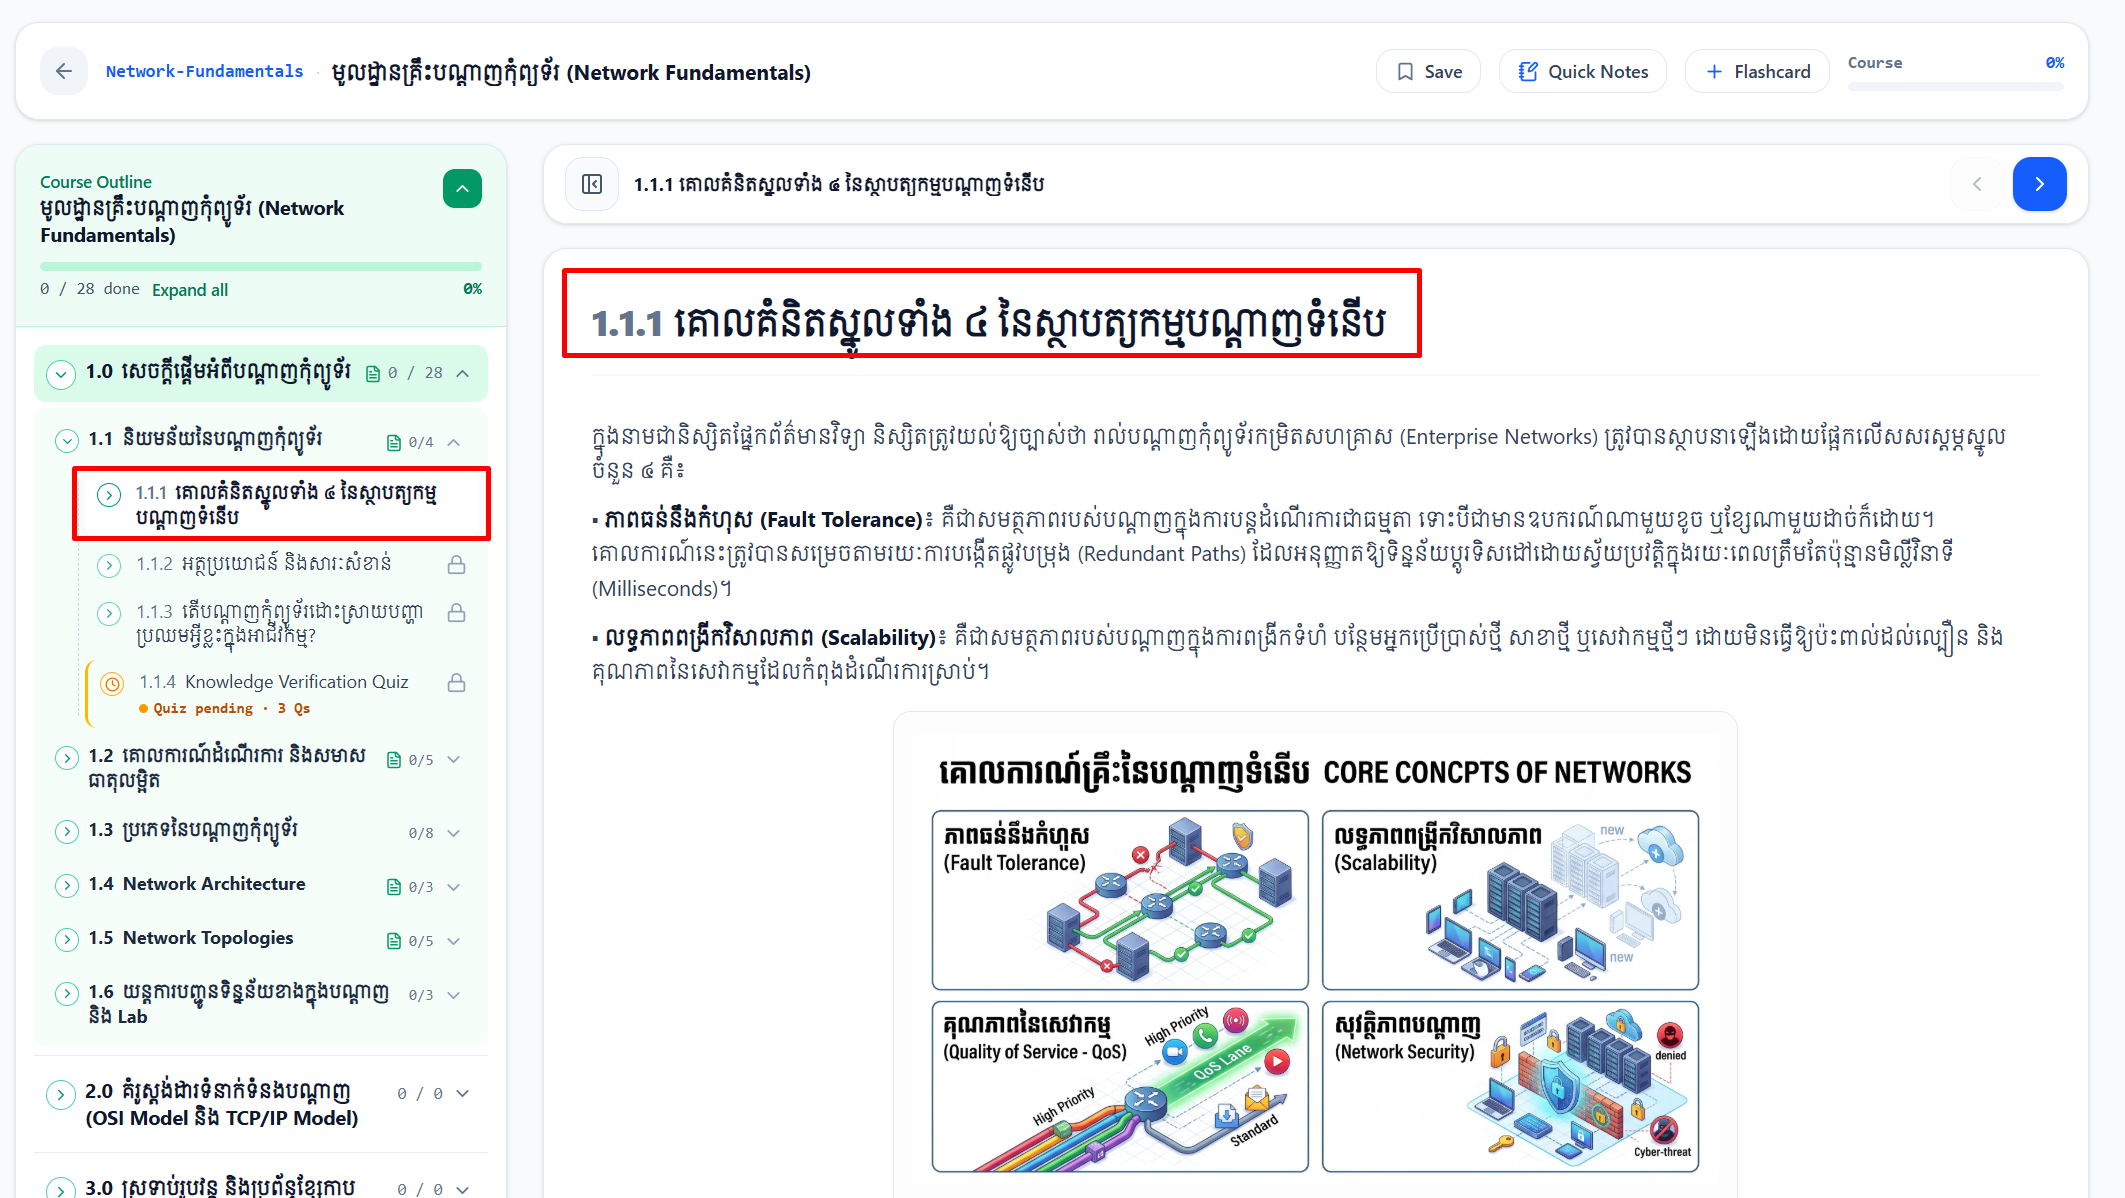 Network-Fundamentals · មូលដ្ឋានគ្រឹះបណ្តាញកុំព្យូទ័រ (Network Fundamentals)
Save
Quick Notes
Flashcard
Course 0%
Course Outline
មូលដ្ឋានគ្រឹះបណ្តាញកុំព្យូទ័រ (Network
Fundamentals)
0 / 28 done Expand all 0%
1.0 សេចក្តីផ្តើមអំពីបណ្តាញកុំព្យូទ័រ 0 / 28
1.1 និយមន័យនៃបណ្តាញកុំព្យូទ័រ 0/4
1.1.1 គោលគំនិតស្នូលទាំង ៤ នៃស្ថាបត្យកម្ម
បណ្តាញទំនើប
1.1.2 អត្ថប្រយោជន៍ និងសារៈសំខាន់
1.1.3 តើបណ្តាញកុំព្យូទ័រដោះស្រាយបញ្ហា
ប្រឈមអ្វីខ្លះក្នុងអាជីវកម្ម?
1.1.4 Knowledge Verification Quiz
Quiz pending · 3 Qs
1.2 គោលការណ៍ដំណើរការ និងសមាស 0/5
ធាតុលម្អិត
1.3 ប្រភេទនៃបណ្តាញកុំព្យូទ័រ 0/8
1.4 Network Architecture 0/3
1.5 Network Topologies 0/5
1.6 យន្តការបញ្ជូនទិន្នន័យខាងក្នុងបណ្តាញ 0/3
និង Lab
2.0 គំរូស្តង់ដារទំនាក់ទំនងបណ្តាញ 0 / 0
(OSI Model និង TCP/IP Model)
3.0 ស្រទាប់រូបវន្ត និងប្រព័ន្ធខ្សែកាប 0 / 0
1.1.1 គោលគំនិតស្នូលទាំង ៤ នៃស្ថាបត្យកម្មបណ្តាញទំនើប
1.1.1 គោលគំនិតស្នូលទាំង ៤ នៃស្ថាបត្យកម្មបណ្តាញទំនើប
ក្នុងនាមជានិស្សិតផ្នែកព័ត៌មានវិទ្យា និស្សិតត្រូវយល់ឱ្យច្បាស់ថា រាល់បណ្តាញកុំព្យូទ័រកម្រិតសហគ្រាស (Enterprise Networks) ត្រូវបានស្ថាបនាឡើងដោយផ្អែកលើសសរស្តម្ភស្នូល
ចំនួន ៤ គឺ៖
▪ ភាពធន់នឹងកំហុស (Fault Tolerance)៖ គឺជាសមត្ថភាពរបស់បណ្តាញក្នុងការបន្តដំណើរការជាធម្មតា ទោះបីជាមានឧបករណ៍ណាមួយខូច ឬខ្សែណាមួយដាច់ក៏ដោយ។
គោលការណ៍នេះត្រូវបានសម្រេចតាមរយៈការបង្កើតផ្លូវបម្រុង (Redundant Paths) ដែលអនុញ្ញាតឱ្យទិន្នន័យប្តូរទិសដៅដោយស្វ័យប្រវត្តិក្នុងរយៈពេលត្រឹមតែប៉ុន្មានមិល្លីវិនាទី
(Milliseconds)។
▪ លទ្ធភាពពង្រីកវិសាលភាព (Scalability)៖ គឺជាសមត្ថភាពរបស់បណ្តាញក្នុងការពង្រីកទំហំ បន្ថែមអ្នកប្រើប្រាស់ថ្មី សាខាថ្មី ឬសេវាកម្មថ្មីៗ ដោយមិនធ្វើឱ្យប៉ះពាល់ដល់ល្បឿន និង
គុណភាពនៃសេវាកម្មដែលកំពុងដំណើរការស្រាប់។
គោលការណ៍គ្រឹះនៃបណ្តាញទំនើប CORE CONCPTS OF NETWORKS
ភាពធន់នឹងកំហុស
(Fault Tolerance)
លទ្ធភាពពង្រីកវិសាលភាព
(Scalability)
new
new
គុណភាពនៃសេវាកម្ម
(Quality of Service - QoS)
High Priority
QoS Lane
High Priority
Standard
សុវត្ថិភាពបណ្តាញ
(Network Security)
denied
Cyber-threat